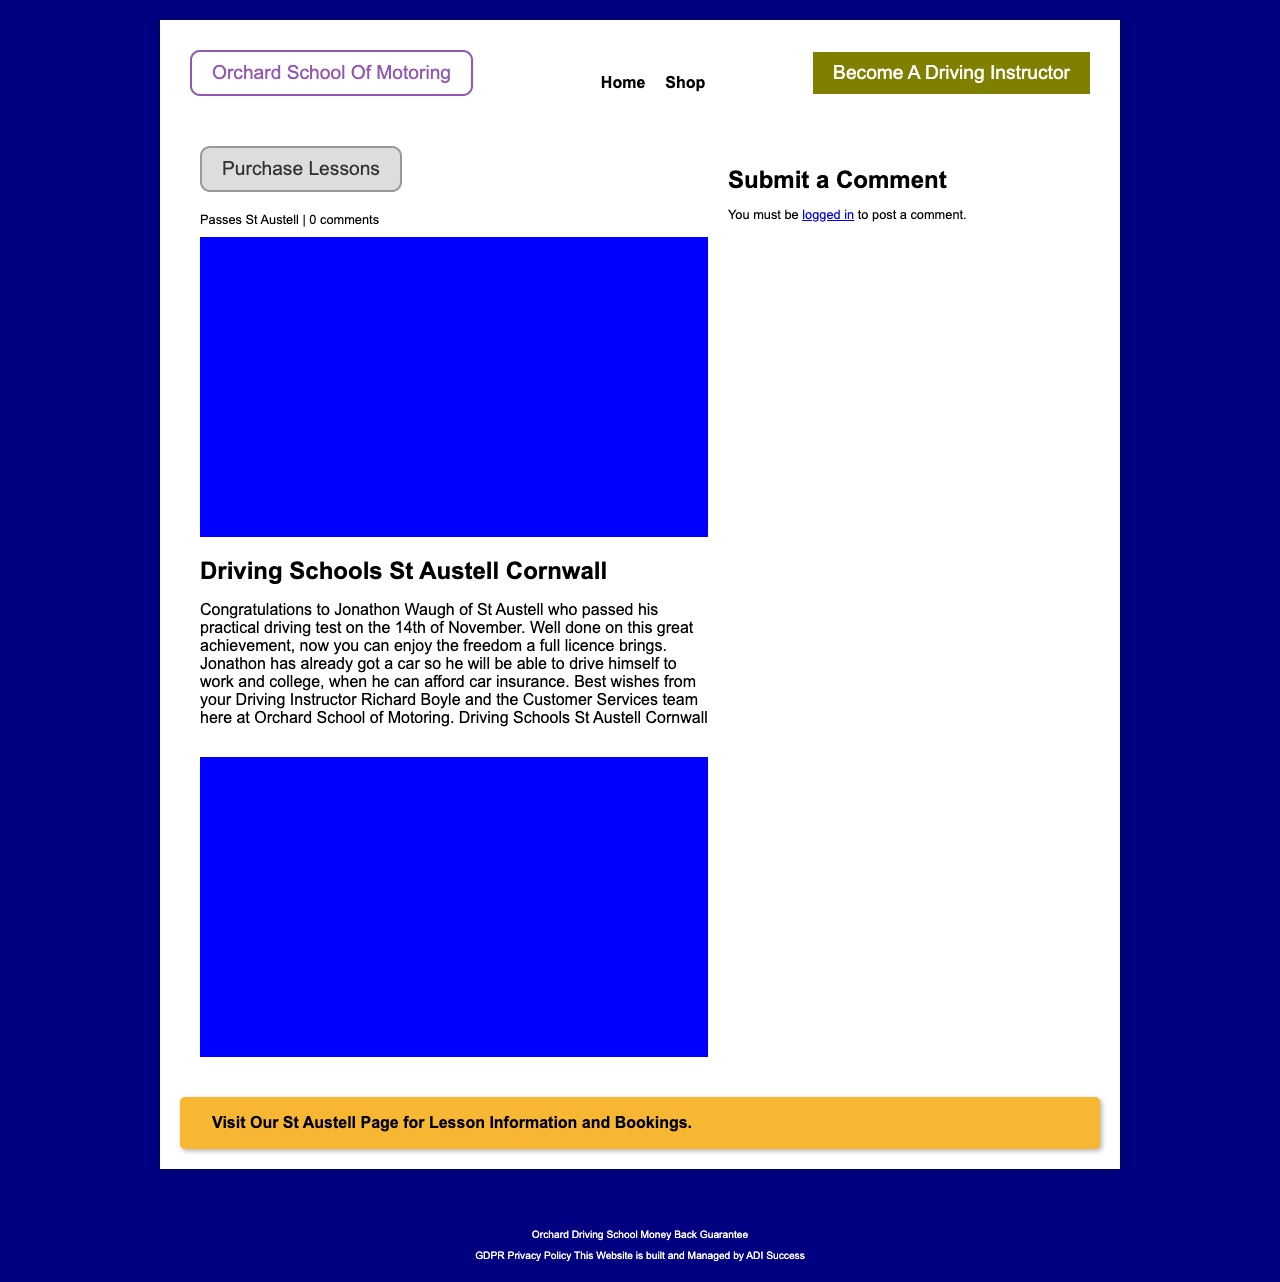 Orchard School Of Motoring
Home Shop
Become A Driving Instructor
Purchase Lessons
Passes St Austell | 0 comments
Driving Schools St Austell Cornwall
Congratulations to Jonathon Waugh of St Austell who passed his
practical driving test on the 14th of November. Well done on this great
achievement, now you can enjoy the freedom a full licence brings.
Jonathon has already got a car so he will be able to drive himself to
work and college, when he can afford car insurance. Best wishes from
your Driving Instructor Richard Boyle and the Customer Services team
here at Orchard School of Motoring. Driving Schools St Austell Cornwall
Submit a Comment
You must be logged in to post a comment.
Visit Our St Austell Page for Lesson Information and Bookings.
Orchard Driving School Money Back Guarantee
GDPR Privacy Policy This Website is built and Managed by ADI Success